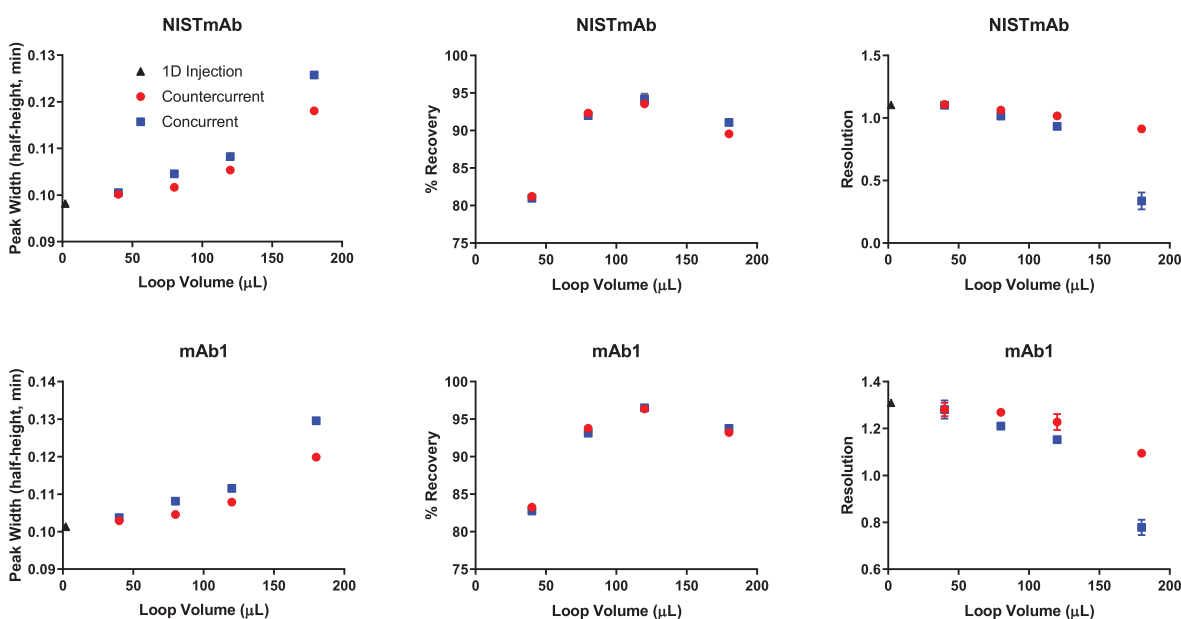 NISTmAb
Peak Width (half-height, min)
0.13
0.12
0.11
0.10
0.09
1D Injection
Countercurrent
Concurrent
0 50 100 150 200
Loop Volume (μL)
NISTmAb
% Recovery
100
95
90
85
80
75
0 50 100 150 200
Loop Volume (μL)
NISTmAb
Resolution
1.5
1.0
0.5
0.0
0 50 100 150 200
Loop Volume (μL)
mAb1
Peak Width (half-height, min)
0.14
0.13
0.12
0.11
0.10
0.09
0 50 100 150 200
Loop Volume (μL)
mAb1
% Recovery
100
95
90
85
80
75
0 50 100 150 200
Loop Volume (μL)
mAb1
Resolution
1.4
1.2
1.0
0.8
0.6
0 50 100 150 200
Loop Volume (μL)